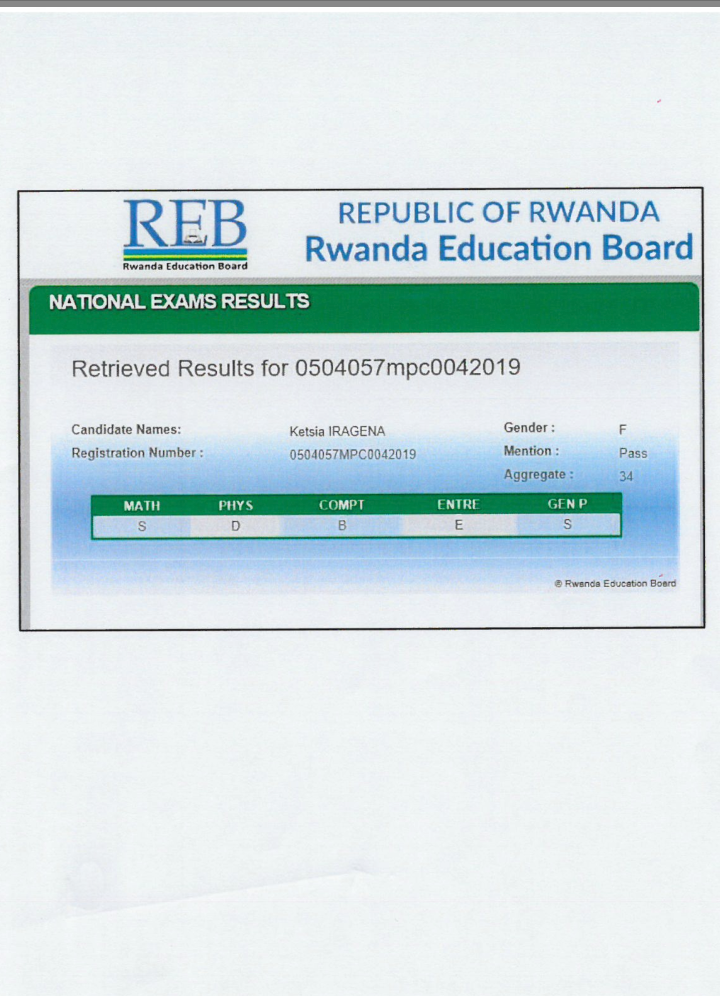 REB
Rwanda Education Board
REPUBLIC OF RWANDA
Rwanda Education Board
NATIONAL EXAMS RESULTS
Retrieved Results for 0504057mpc0042019
Candidate Names: Ketsia IRAGENA Gender : F
Registration Number : 0504057MPC0042019 Mention : Pass
Aggregate : 34
MATH PHYS COMPT ENTRE GEN P
S D B E S
® Rwanda Education Board